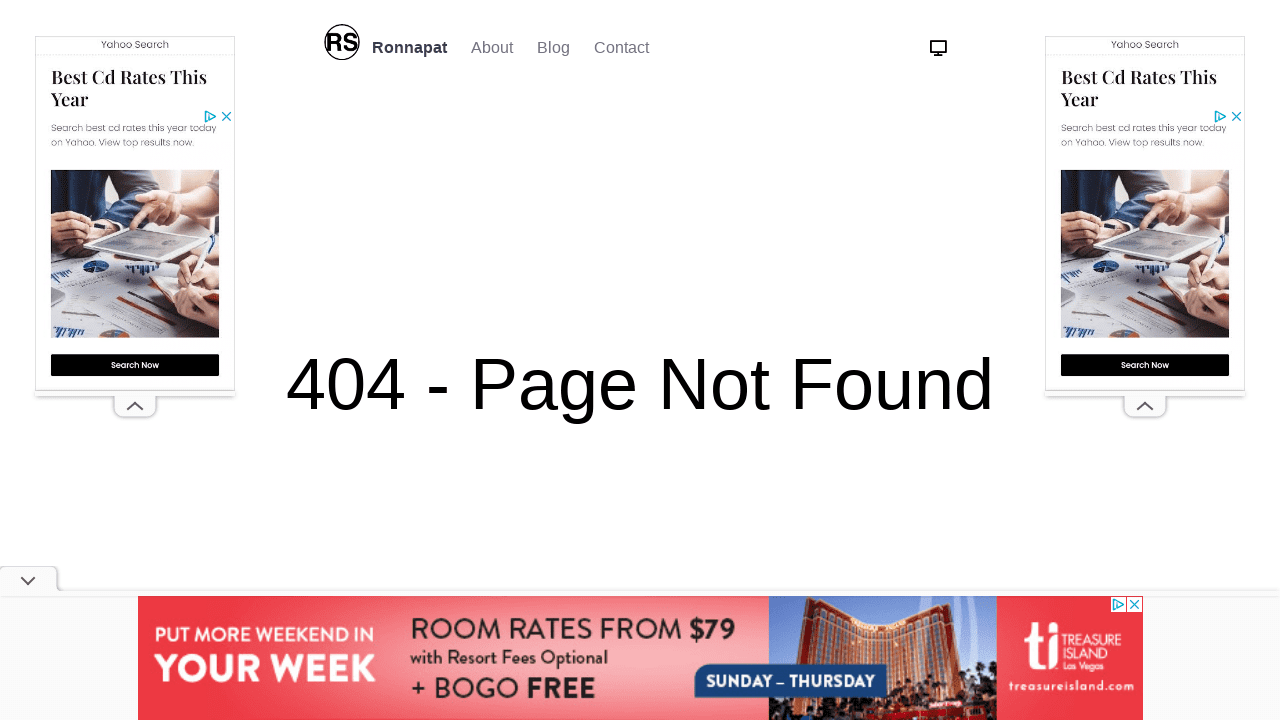 RS
Ronnapat About Blog Contact
Yahoo Search
Best Cd Rates This
Year
Search best cd rates this year today
on Yahoo. View top results now.
Search Now
Yahoo Search
Best Cd Rates This
Year
Search best cd rates this year today
on Yahoo. View top results now.
Search Now
404 - Page Not Found
PUT MORE WEEKEND IN
YOUR WEEK
ROOM RATES FROM $79
with Resort Fees Optional
+ BOGO FREE
SUNDAY – THURSDAY
ti TREASURE
ISLAND
Las Vegas
treasureisland.com